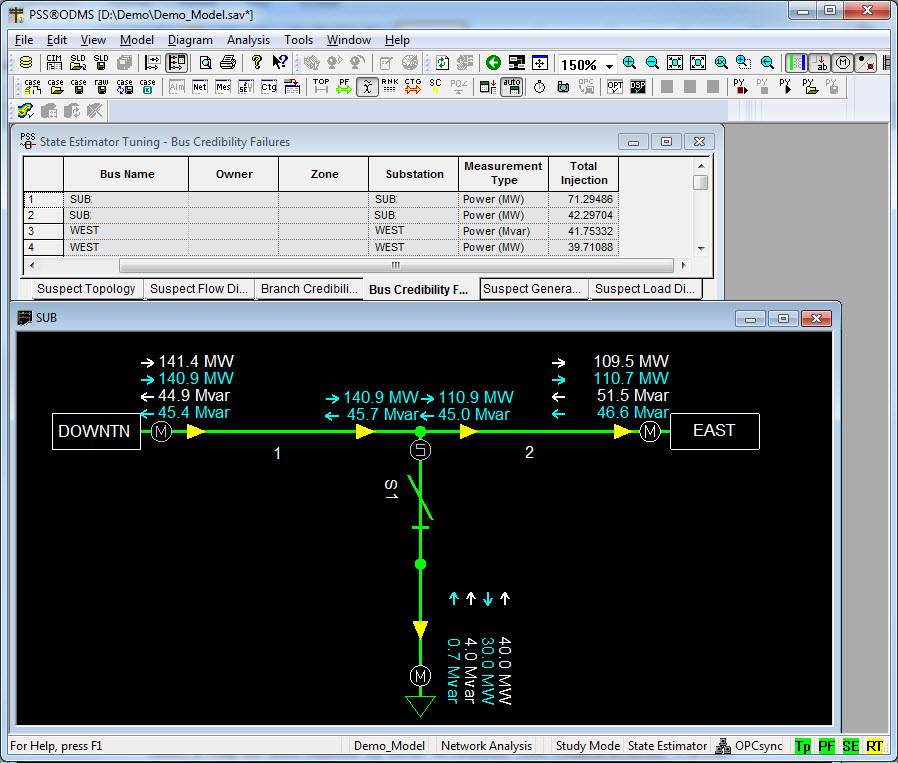 PSS®ODMS [D:\Demo\Demo_Model.sav*]
File Edit View Model Diagram Analysis Tools Window Help
CIM SLD SLD 150%
case case case raw case case Alm Net Mes sEV Ctg TOP PF RNK CTG SC PQZ auto OPT DSP PY PY PY PY PY
PSS State Estimator Tuning - Bus Credibility Failures
Bus Name Owner Zone Substation Measurement Type Total Injection
1 SUB SUB Power (MW) 71.29486
2 SUB SUB Power (MW) 42.29704
3 WEST WEST Power (Mvar) 41.75332
4 WEST WEST Power (MW) 39.71088
Suspect Topology Suspect Flow Di... Branch Credibili... Bus Credibility F... Suspect Genera... Suspect Load Di...
SUB
141.4 MW 109.5 MW
140.9 MW 110.7 MW
44.9 Mvar 51.5 Mvar
45.4 Mvar 46.6 Mvar
140.9 MW 110.9 MW
45.7 Mvar 45.0 Mvar
DOWNTN M M EAST
1 2
S
S1
0.7 Mvar
4.0 Mvar
30.0 MW
40.0 MW
M
For Help, press F1 Demo_Model Network Analysis Study Mode State Estimator OPCsync Tp PF SE RT